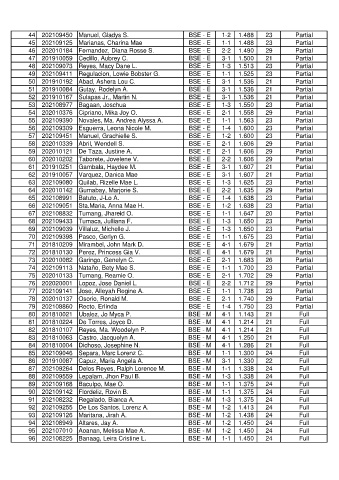 44 202109450 Manuel, Gladys S. BSE - E 1-2 1.488 23 Partial
45 202109125 Marianas, Charina Mae BSE - E 1-1 1.488 23 Partial
46 202010184 Fernandez, Diana Rose S. BSE - E 2-2 1.490 29 Partial
47 201910059 Cedillo, Aubrey C. BSE - E 3-1 1.500 21 Partial
48 202109073 Reyes, Macy Dane L. BSE - E 1-3 1.513 23 Partial
49 202109411 Regulacion, Lowie Bobster G. BSE - E 1-1 1.525 23 Partial
50 201910192 Abad, Ashera Lou C. BSE - E 3-1 1.536 21 Partial
51 201910084 Gulay, Rodelyn A. BSE - E 3-1 1.536 21 Partial
52 201910167 Sulapas Jr., Martin N. BSE - E 3-1 1.536 21 Partial
53 202108977 Bagaan, Joschua BSE - E 1-3 1.550 23 Partial
54 202010376 Cipriano, Mika Joy O. BSE - E 2-1 1.558 29 Partial
55 202109390 Novales, Ma. Andrea Alyssa A. BSE - E 1-1 1.563 23 Partial
56 202109309 Esguerra, Leona Nicole M. BSE - E 1-4 1.600 23 Partial
57 202109451 Manuel, Grachelle S. BSE - E 1-2 1.600 23 Partial
58 202010339 Abril, Wendell S. BSE - E 2-1 1.606 29 Partial
59 202010121 De Taza, Justine A. BSE - E 2-1 1.606 29 Partial
60 202010202 Taborete, Jovelene V. BSE - E 2-2 1.606 29 Partial
61 201910251 Gambala, Haydee M. BSE - E 3-1 1.607 21 Partial
62 201910057 Varquez, Danica Mae BSE - E 3-1 1.607 21 Partial
63 202109080 Quilab, Rizelle Mae L. BSE - E 1-3 1.625 23 Partial
64 202010142 Gumabay, Marjorie S. BSE - E 2-2 1.635 29 Partial
65 202108991 Batulo, J-Lo A. BSE - E 1-4 1.638 23 Partial
66 202109051 Sta.Maria, Anna Mae H. BSE - E 1-2 1.638 23 Partial
67 202108832 Tumang, Jhareld O. BSE - E 1-1 1.647 20 Partial
68 202109433 Tumaca, Julliana F. BSE - E 1-3 1.650 23 Partial
69 202109039 Villaluz, Michelle J. BSE - E 1-3 1.650 23 Partial
70 202109398 Pasco, Gerlyn G. BSE - E 1-1 1.675 23 Partial
71 201810209 Mirambel, John Mark D. BSE - E 4-1 1.679 21 Partial
72 201810130 Perez, Princess Gia V. BSE - E 4-1 1.679 21 Partial
73 202010082 Garingo, Genelyn C. BSE - E 2-1 1.683 26 Partial
74 202109113 Nataño, Bety Mae S. BSE - E 1-1 1.700 23 Partial
75 202010133 Tumang, Reamie O. BSE - E 2-1 1.702 29 Partial
76 202020001 Lopez, Jose Daniel L. BSE - E 2-2 1.712 29 Partial
77 202109141 Jose, Alleyah Regine A. BSE - E 1-1 1.738 23 Partial
78 202010137 Osorio, Ronald M. BSE - E 2-1 1.740 29 Partial
79 202108660 Recto, Erlinda BSE - E 1-4 1.750 23 Partial
80 201810021 Ubalez, Jo Myca P. BSE - M 4-1 1.143 21 Full
81 201810224 De Torres, Joyce D. BSE - M 4-1 1.214 21 Full
82 201810107 Reyes, Ma. Woodelyn P. BSE - M 4-1 1.214 21 Full
83 201810063 Castro, Jacquelyn A. BSE - M 4-1 1.250 21 Full
84 201810004 Dichoso, Josephine N. BSE - M 4-1 1.286 21 Full
85 202109046 Separa, Marc Lorenz C. BSE - M 1-1 1.300 24 Full
86 201910087 Capuz, Maria Angela A. BSE - M 3-1 1.330 22 Full
87 202109264 Delos Reyes, Ralph Lorence M. BSE - M 1-1 1.338 24 Full
88 202109559 Lepalam, Jhon Paul B. BSE - M 1-3 1.338 24 Full
89 202109168 Baculpo, Mae O. BSE - M 1-1 1.375 24 Full
90 202109142 Flordeliz, Rovin B. BSE - M 1-1 1.375 24 Full
91 202108232 Regalado, Bianca A. BSE - M 1-3 1.375 24 Full
92 202109255 De Los Santos, Lorenz A. BSE - M 1-2 1.413 24 Full
93 202109126 Maritana, Jirah A. BSE - M 1-2 1.438 24 Full
94 202108949 Altares, Jay A. BSE - M 1-2 1.450 24 Full
95 202107010 Aoanan, Melissa Mae A. BSE - M 1-2 1.450 24 Full
96 202108225 Banaag, Leira Cristine L. BSE - M 1-1 1.450 24 Full